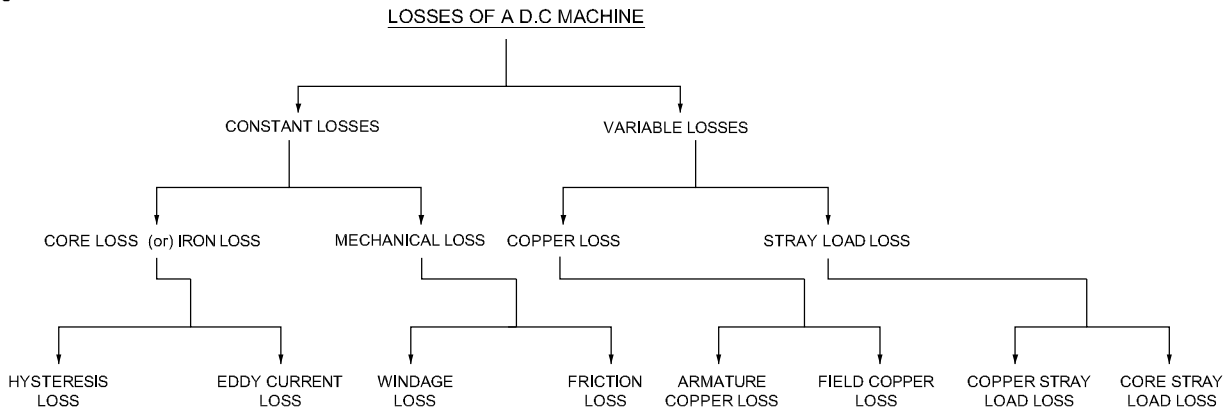 LOSSES OF A D.C MACHINE
CONSTANT LOSSES
VARIABLE LOSSES
CORE LOSS (or) IRON LOSS
MECHANICAL LOSS
COPPER LOSS
STRAY LOAD LOSS
HYSTERESIS
LOSS
EDDY CURRENT
LOSS
WINDAGE
LOSS
FRICTION
LOSS
ARMATURE
COPPER LOSS
FIELD COPPER
LOSS
COPPER STRAY
LOAD LOSS
CORE STRAY
LOAD LOSS